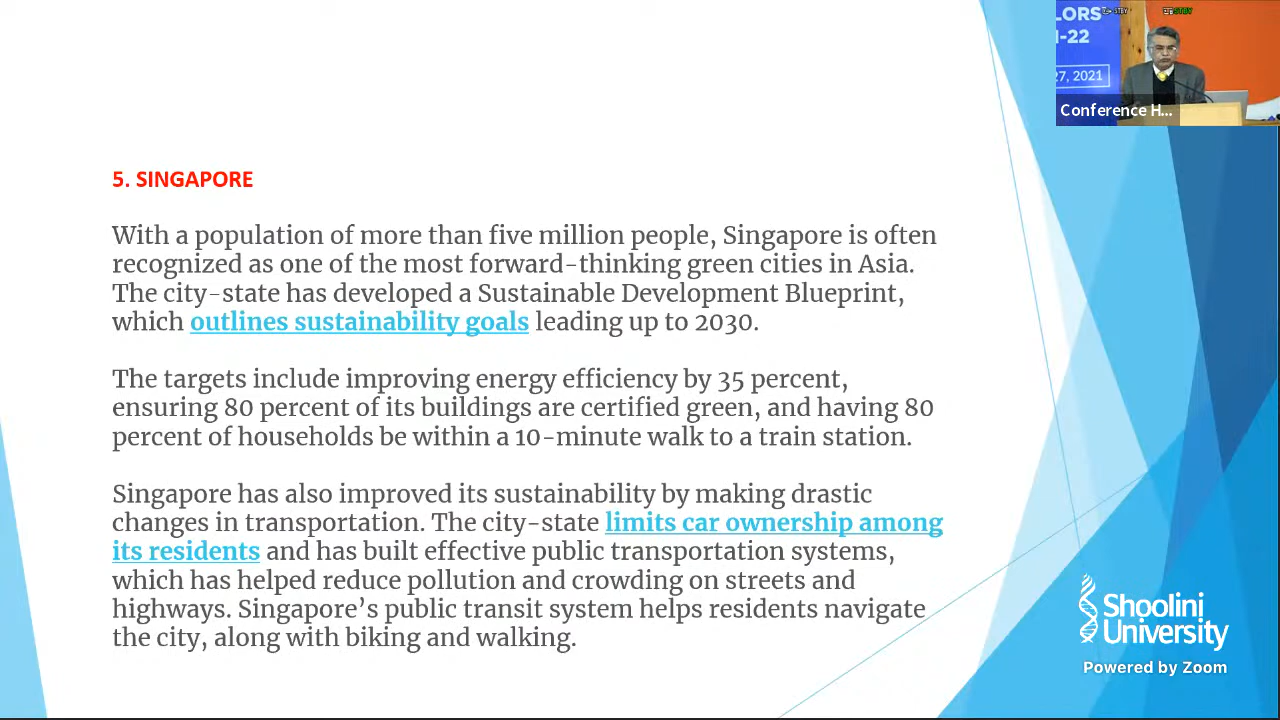 LORS
STBY
STBY
-22
27, 2021
Conference H...
5. SINGAPORE
With a population of more than five million people, Singapore is often
recognized as one of the most forward-thinking green cities in Asia.
The city-state has developed a Sustainable Development Blueprint,
which outlines sustainability goals leading up to 2030.
The targets include improving energy efficiency by 35 percent,
ensuring 80 percent of its buildings are certified green, and having 80
percent of households be within a 10-minute walk to a train station.
Singapore has also improved its sustainability by making drastic
changes in transportation. The city-state limits car ownership among
its residents and has built effective public transportation systems,
which has helped reduce pollution and crowding on streets and
highways. Singapore’s public transit system helps residents navigate
the city, along with biking and walking.
Shoolini
University
Powered by Zoom